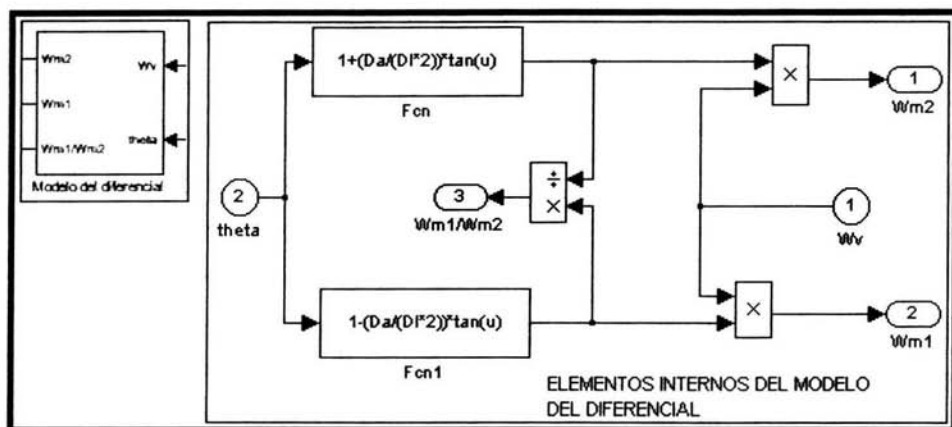 Wm2
Wv
Wm1
theta
Wm1/Wm2
Modelo del diferencial
1+(Da/(Dl*2))*tan(u)
Fcn
×
1
Wm2
2
theta
÷
×
3
Wm1/Wm2
1
Wv
1-(Da/(Dl*2))*tan(u)
Fcn1
×
2
Wm1
ELEMENTOS INTERNOS DEL MODELO
DEL DIFERENCIAL